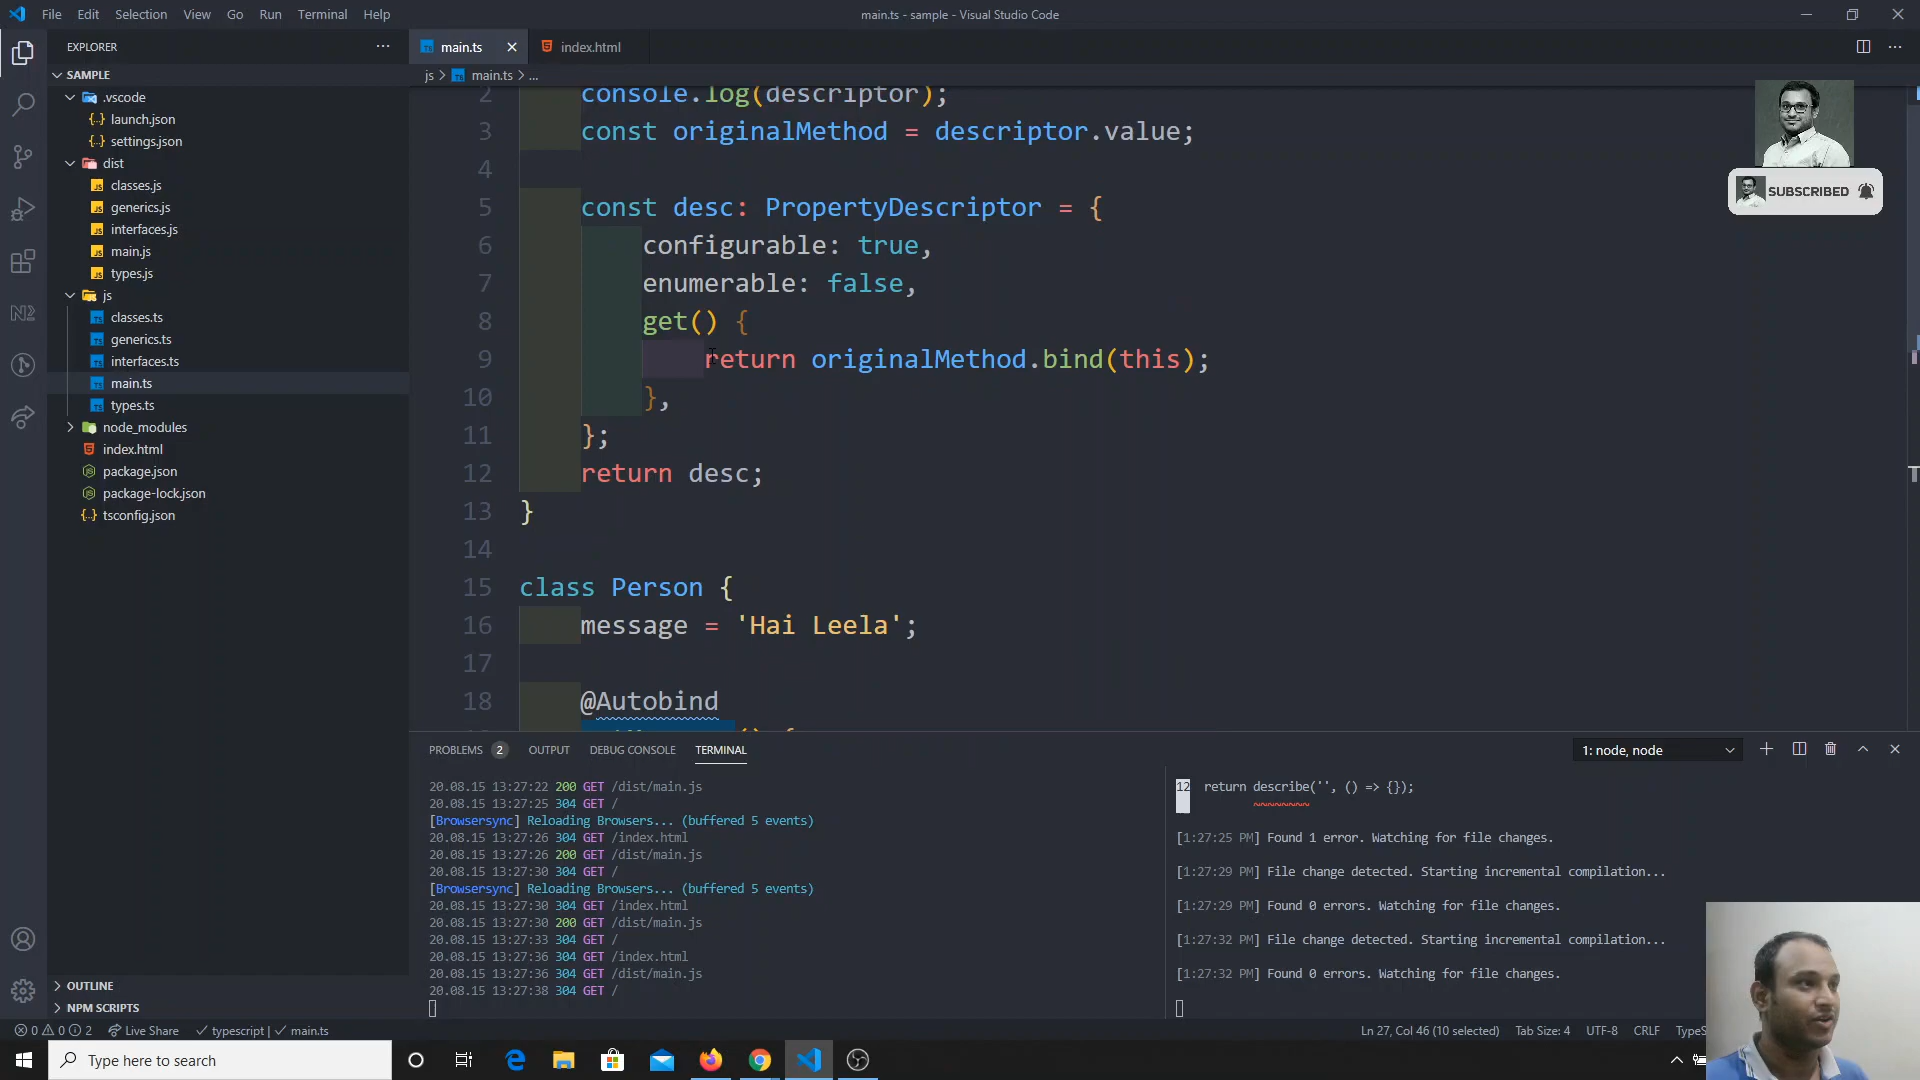 File Edit Selection View Go Run Terminal Help
main.ts - sample - Visual Studio Code
EXPLORER
SAMPLE
.vscode
launch.json
settings.json
dist
classes.js
generics.js
interfaces.js
main.js
types.js
js
classes.ts
generics.ts
interfaces.ts
main.ts
types.ts
node_modules
index.html
package.json
package-lock.json
tsconfig.json
OUTLINE
NPM SCRIPTS
main.ts index.html
js > main.ts > ...
2 console.log(descriptor);
3 const originalMethod = descriptor.value;
4
5 const desc: PropertyDescriptor = {
6 configurable: true,
7 enumerable: false,
8 get() {
9 return originalMethod.bind(this);
10 },
11 };
12 return desc;
13 }
14
15 class Person {
16 message = 'Hai Leela';
17
18 @Autobind
SUBSCRIBED
PROBLEMS 2 OUTPUT DEBUG CONSOLE TERMINAL
1: node, node
20.08.15 13:27:22 200 GET /dist/main.js
20.08.15 13:27:25 304 GET /
[Browsersync] Reloading Browsers... (buffered 5 events)
20.08.15 13:27:26 304 GET /index.html
20.08.15 13:27:26 200 GET /dist/main.js
20.08.15 13:27:30 304 GET /
[Browsersync] Reloading Browsers... (buffered 5 events)
20.08.15 13:27:30 304 GET /index.html
20.08.15 13:27:30 200 GET /dist/main.js
20.08.15 13:27:33 304 GET /
20.08.15 13:27:36 304 GET /index.html
20.08.15 13:27:36 304 GET /dist/main.js
20.08.15 13:27:38 304 GET /
12 return describe('', () => {});
~~~~~~~~
[1:27:25 PM] Found 1 error. Watching for file changes.
[1:27:29 PM] File change detected. Starting incremental compilation...
[1:27:29 PM] Found 0 errors. Watching for file changes.
[1:27:32 PM] File change detected. Starting incremental compilation...
[1:27:32 PM] Found 0 errors. Watching for file changes.
0 0 2 Live Share typescript | main.ts
Ln 27, Col 46 (10 selected) Tab Size: 4 UTF-8 CRLF TypeS
Type here to search